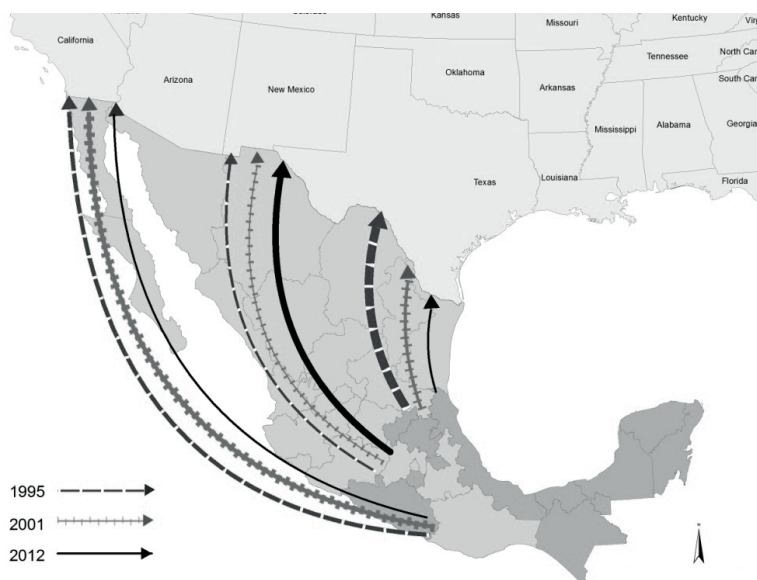 Kansas
Missouri
Kentucky
California
Tennessee
North Car
Arizona
Oklahoma
New Mexico
Arkansas
South Car
Mississippi
Alabama
Georgia
Texas
Louisiana
Florida
1995
2001
2012